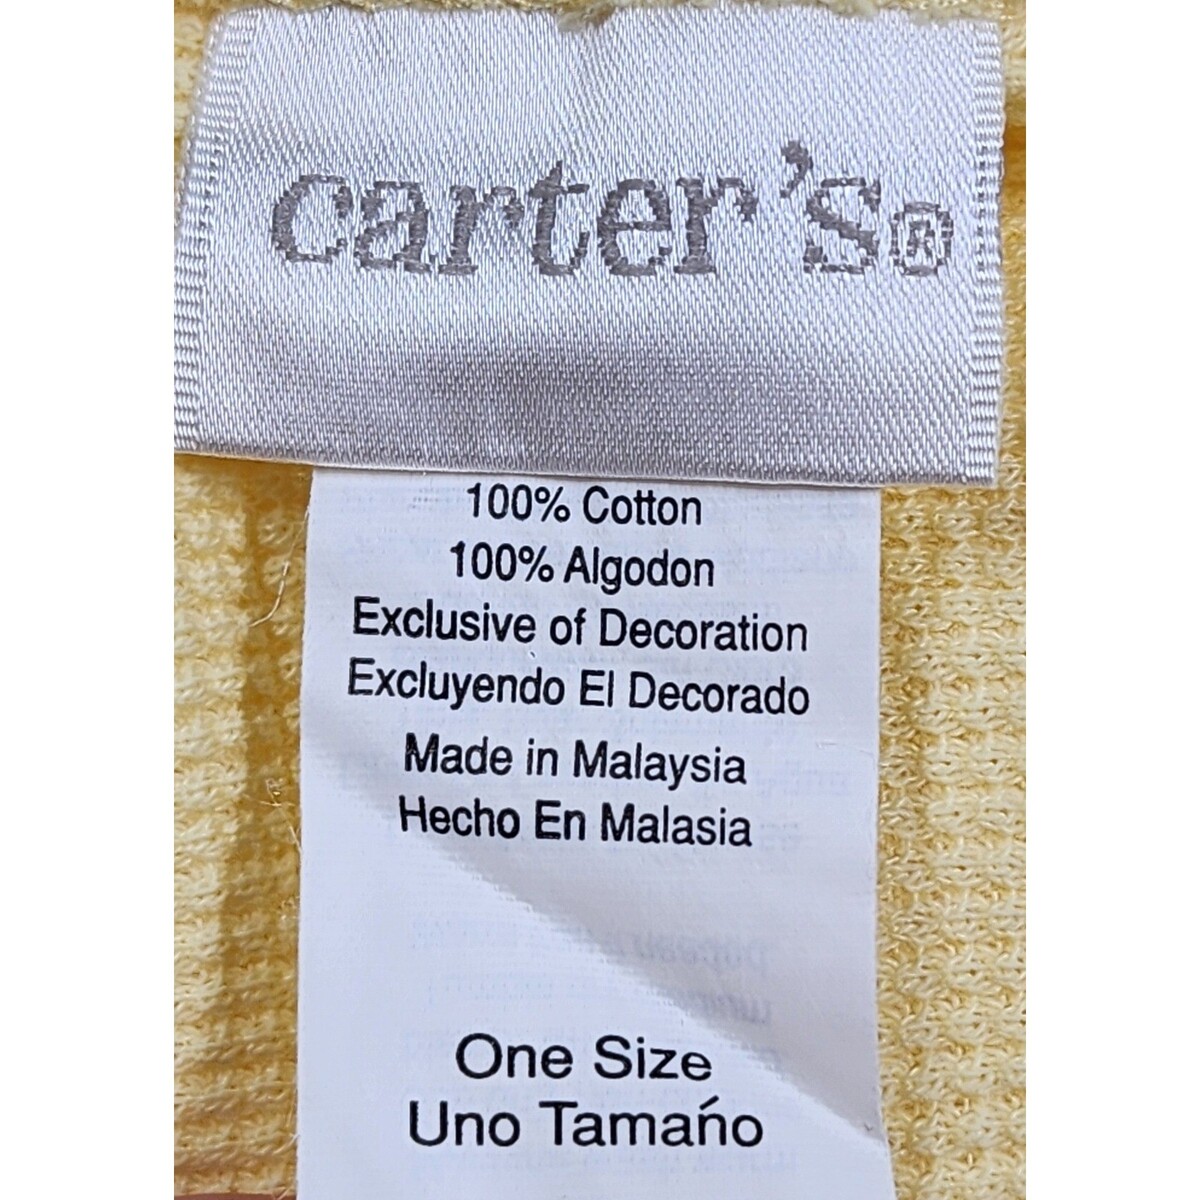 carter's®
100% Cotton
100% Algodon
Exclusive of Decoration
Excluyendo El Decorado
Made in Malaysia
Hecho En Malasia
One Size
Uno Tamańo